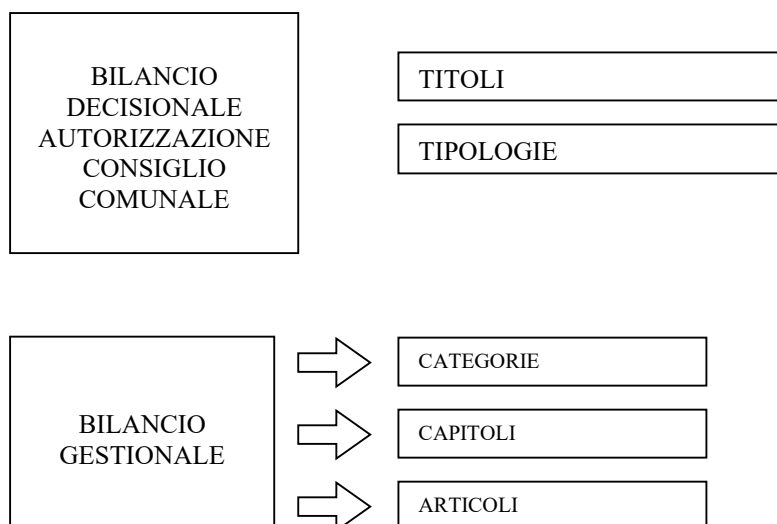 BILANCIO
DECISIONALE
AUTORIZZAZIONE
CONSIGLIO
COMUNALE
TITOLI
TIPOLOGIE
BILANCIO
GESTIONALE
CATEGORIE
CAPITOLI
ARTICOLI